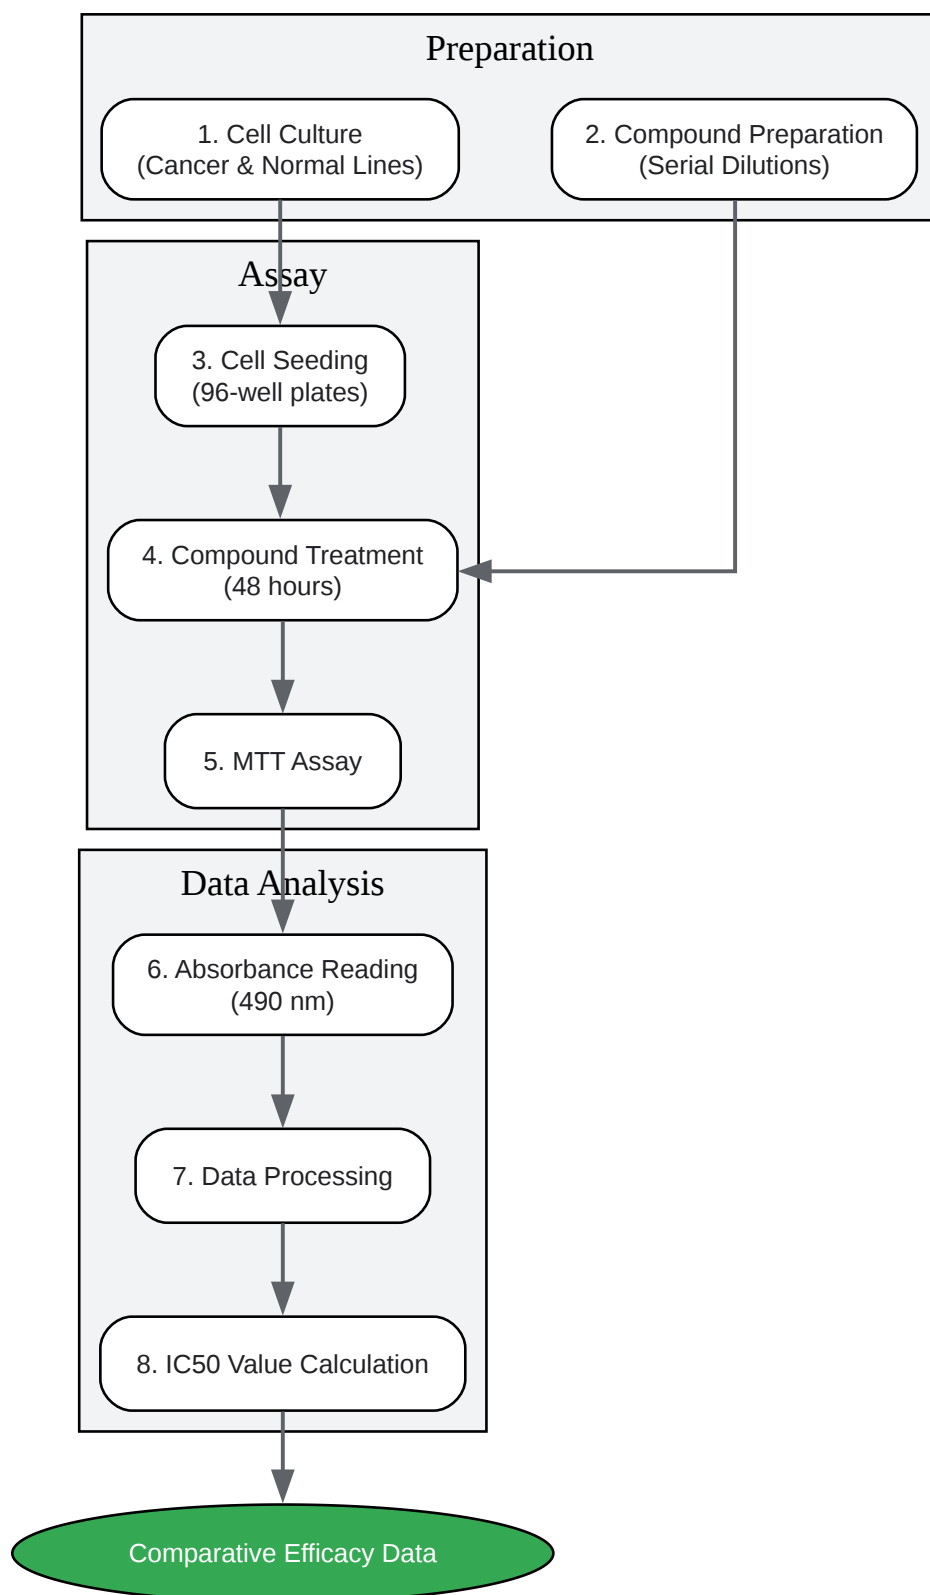 Preparation
1. Cell Culture
(Cancer & Normal Lines)
2. Compound Preparation
(Serial Dilutions)
Assay
3. Cell Seeding
(96-well plates)
4. Compound Treatment
(48 hours)
5. MTT Assay
Data Analysis
6. Absorbance Reading
(490 nm)
7. Data Processing
8. IC50 Value Calculation
Comparative Efficacy Data